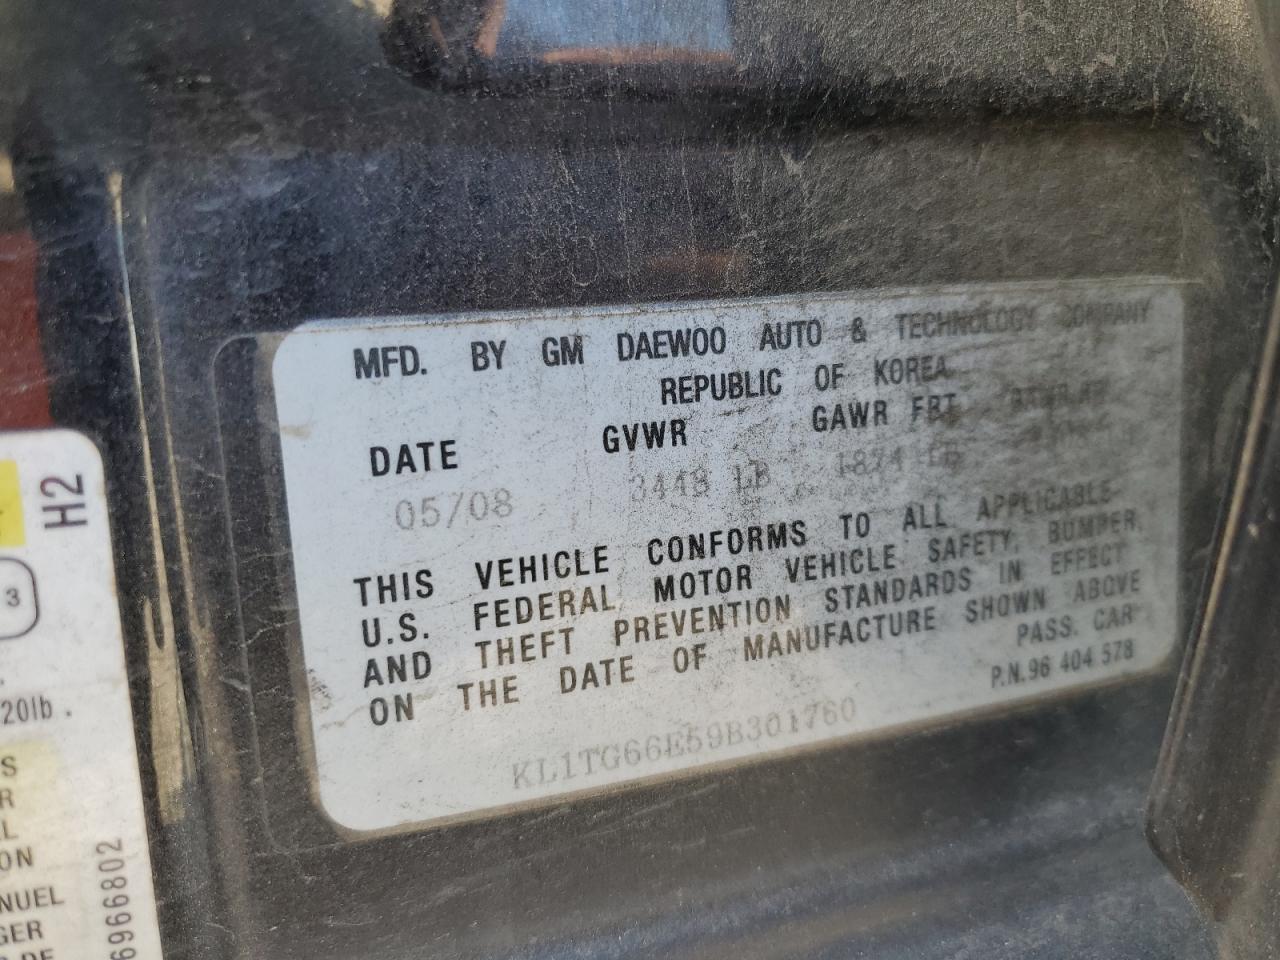 MFD. BY GM DAEWOO AUTO & TECHNOLOGY COMPANY
REPUBLIC OF KOREA
DATE GVWR GAWR FRT
05/08 3448 LB 1874 LB
THIS VEHICLE CONFORMS TO ALL APPLICABLE
U.S. FEDERAL MOTOR VEHICLE SAFETY, BUMPER,
AND THEFT PREVENTION STANDARDS IN EFFECT
ON THE DATE OF MANUFACTURE SHOWN ABOVE
PASS. CAR
P.N.96 404 578
KL1TG66E59B301760
H2
3
20lb.
S
R
L
ON
NUEL
GER
DE
6966802